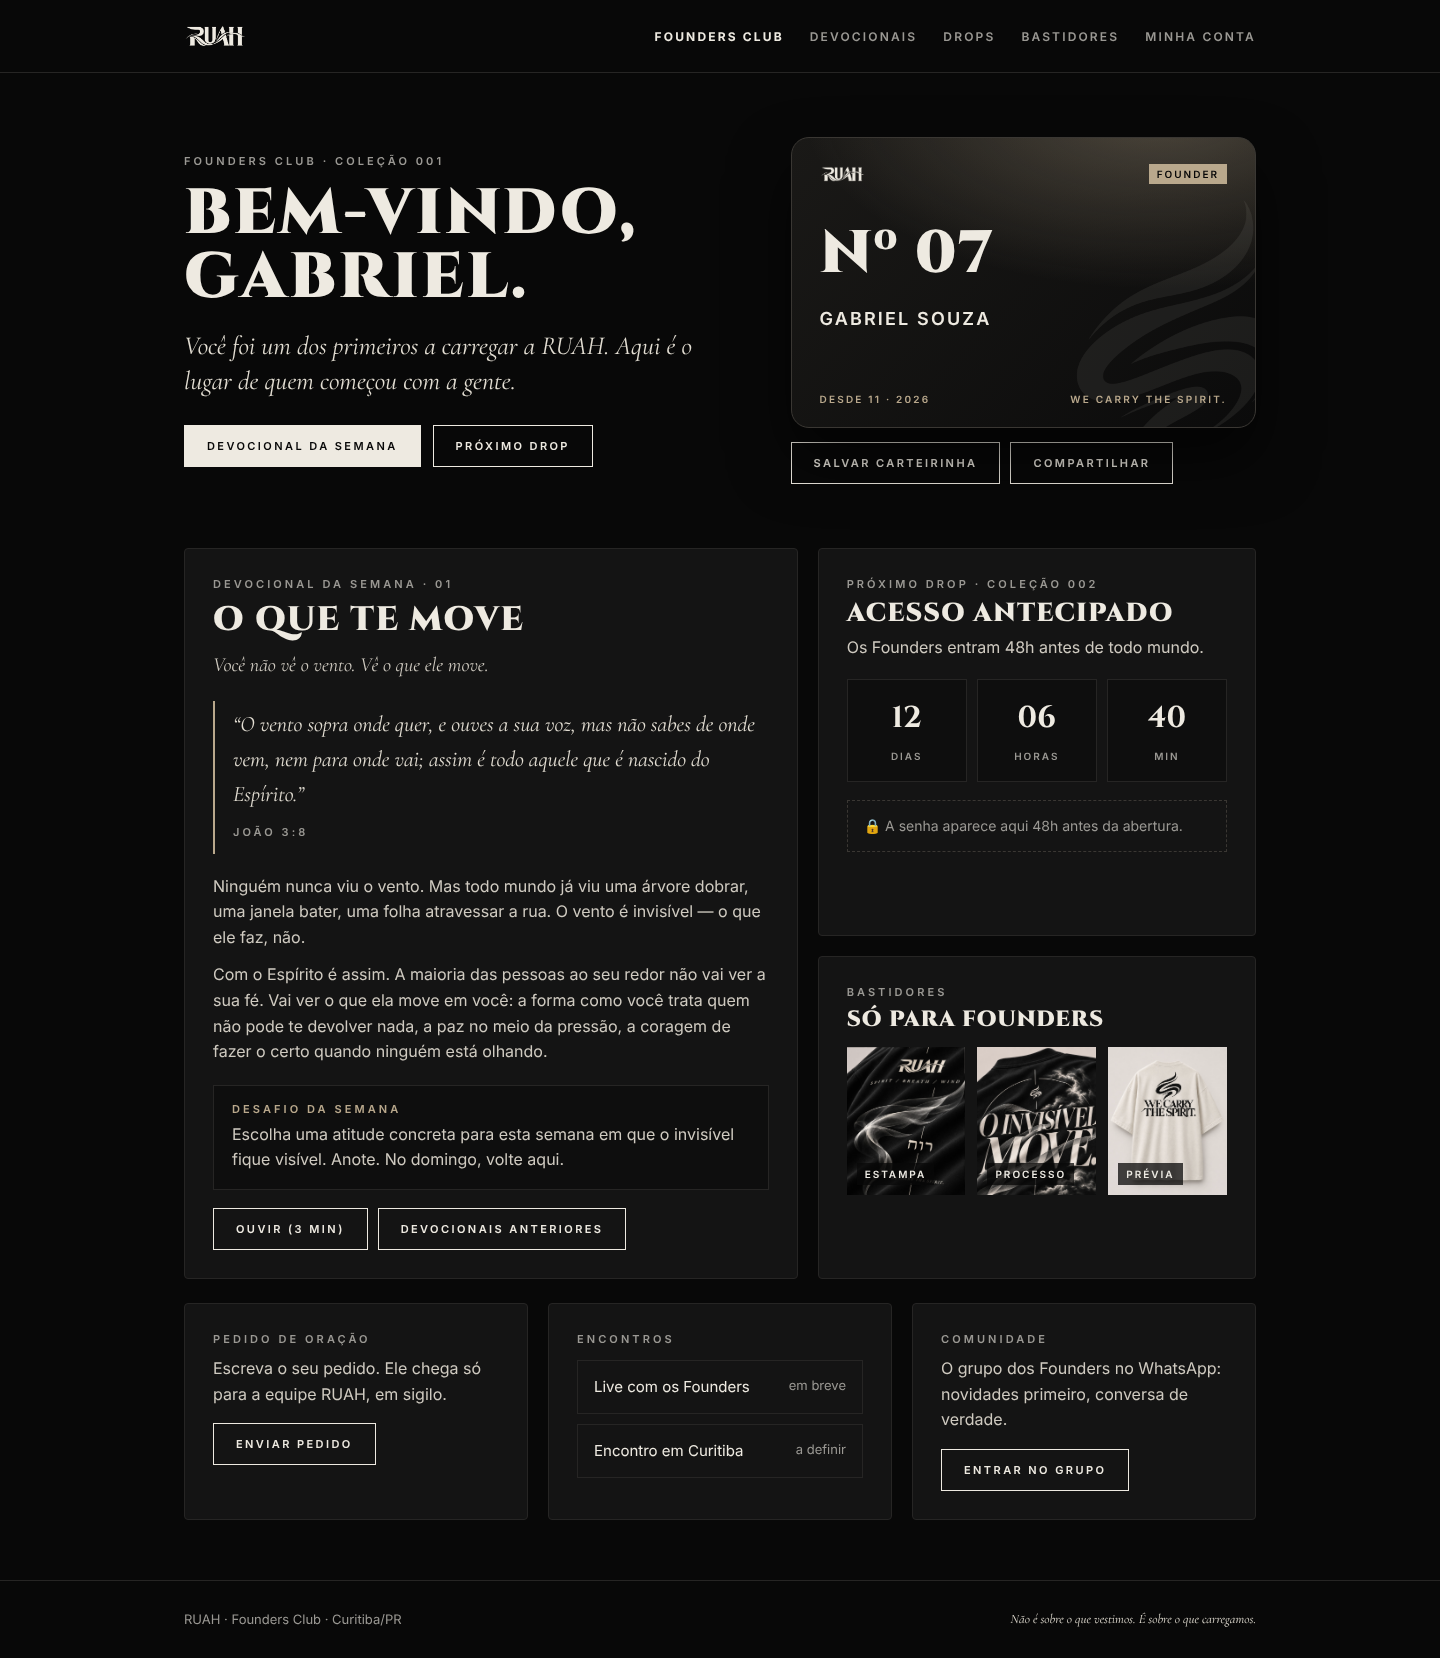 RUAH
FOUNDERS CLUB
DEVOCIONAIS
DROPS
BASTIDORES
MINHA CONTA
FOUNDERS CLUB · COLEÇÃO 001
BEM-VINDO,
GABRIEL.
Você foi um dos primeiros a carregar a RUAH. Aqui é o
lugar de quem começou com a gente.
DEVOCIONAL DA SEMANA
PRÓXIMO DROP
RUAH
FOUNDER
Nº 07
GABRIEL SOUZA
DESDE 11 · 2026
WE CARRY THE SPIRIT.
SALVAR CARTEIRINHA
COMPARTILHAR
DEVOCIONAL DA SEMANA · 01
O QUE TE MOVE
Você não vê o vento. Vê o que ele move.
“O vento sopra onde quer, e ouves a sua voz, mas não sabes de onde
vem, nem para onde vai; assim é todo aquele que é nascido do
Espírito.”
JOÃO 3:8
Ninguém nunca viu o vento. Mas todo mundo já viu uma árvore dobrar,
uma janela bater, uma folha atravessar a rua. O vento é invisível — o que
ele faz, não.
Com o Espírito é assim. A maioria das pessoas ao seu redor não vai ver a
sua fé. Vai ver o que ela move em você: a forma como você trata quem
não pode te devolver nada, a paz no meio da pressão, a coragem de
fazer o certo quando ninguém está olhando.
DESAFIO DA SEMANA
Escolha uma atitude concreta para esta semana em que o invisível
fique visível. Anote. No domingo, volte aqui.
OUVIR (3 MIN)
DEVOCIONAIS ANTERIORES
PRÓXIMO DROP · COLEÇÃO 002
ACESSO ANTECIPADO
Os Founders entram 48h antes de todo mundo.
12
DIAS
06
HORAS
40
MIN
🔒 A senha aparece aqui 48h antes da abertura.
BASTIDORES
SÓ PARA FOUNDERS
RUAH
SPIRIT / BREATH / WIND
רוח
ESTAMPA
O INVISÍVEL
MOVE.
PROCESSO
WE CARRY
THE SPIRIT.
PRÉVIA
PEDIDO DE ORAÇÃO
Escreva o seu pedido. Ele chega só
para a equipe RUAH, em sigilo.
ENVIAR PEDIDO
ENCONTROS
Live com os Founders
em breve
Encontro em Curitiba
a definir
COMUNIDADE
O grupo dos Founders no WhatsApp:
novidades primeiro, conversa de
verdade.
ENTRAR NO GRUPO
RUAH · Founders Club · Curitiba/PR
Não é sobre o que vestimos. É sobre o que carregamos.